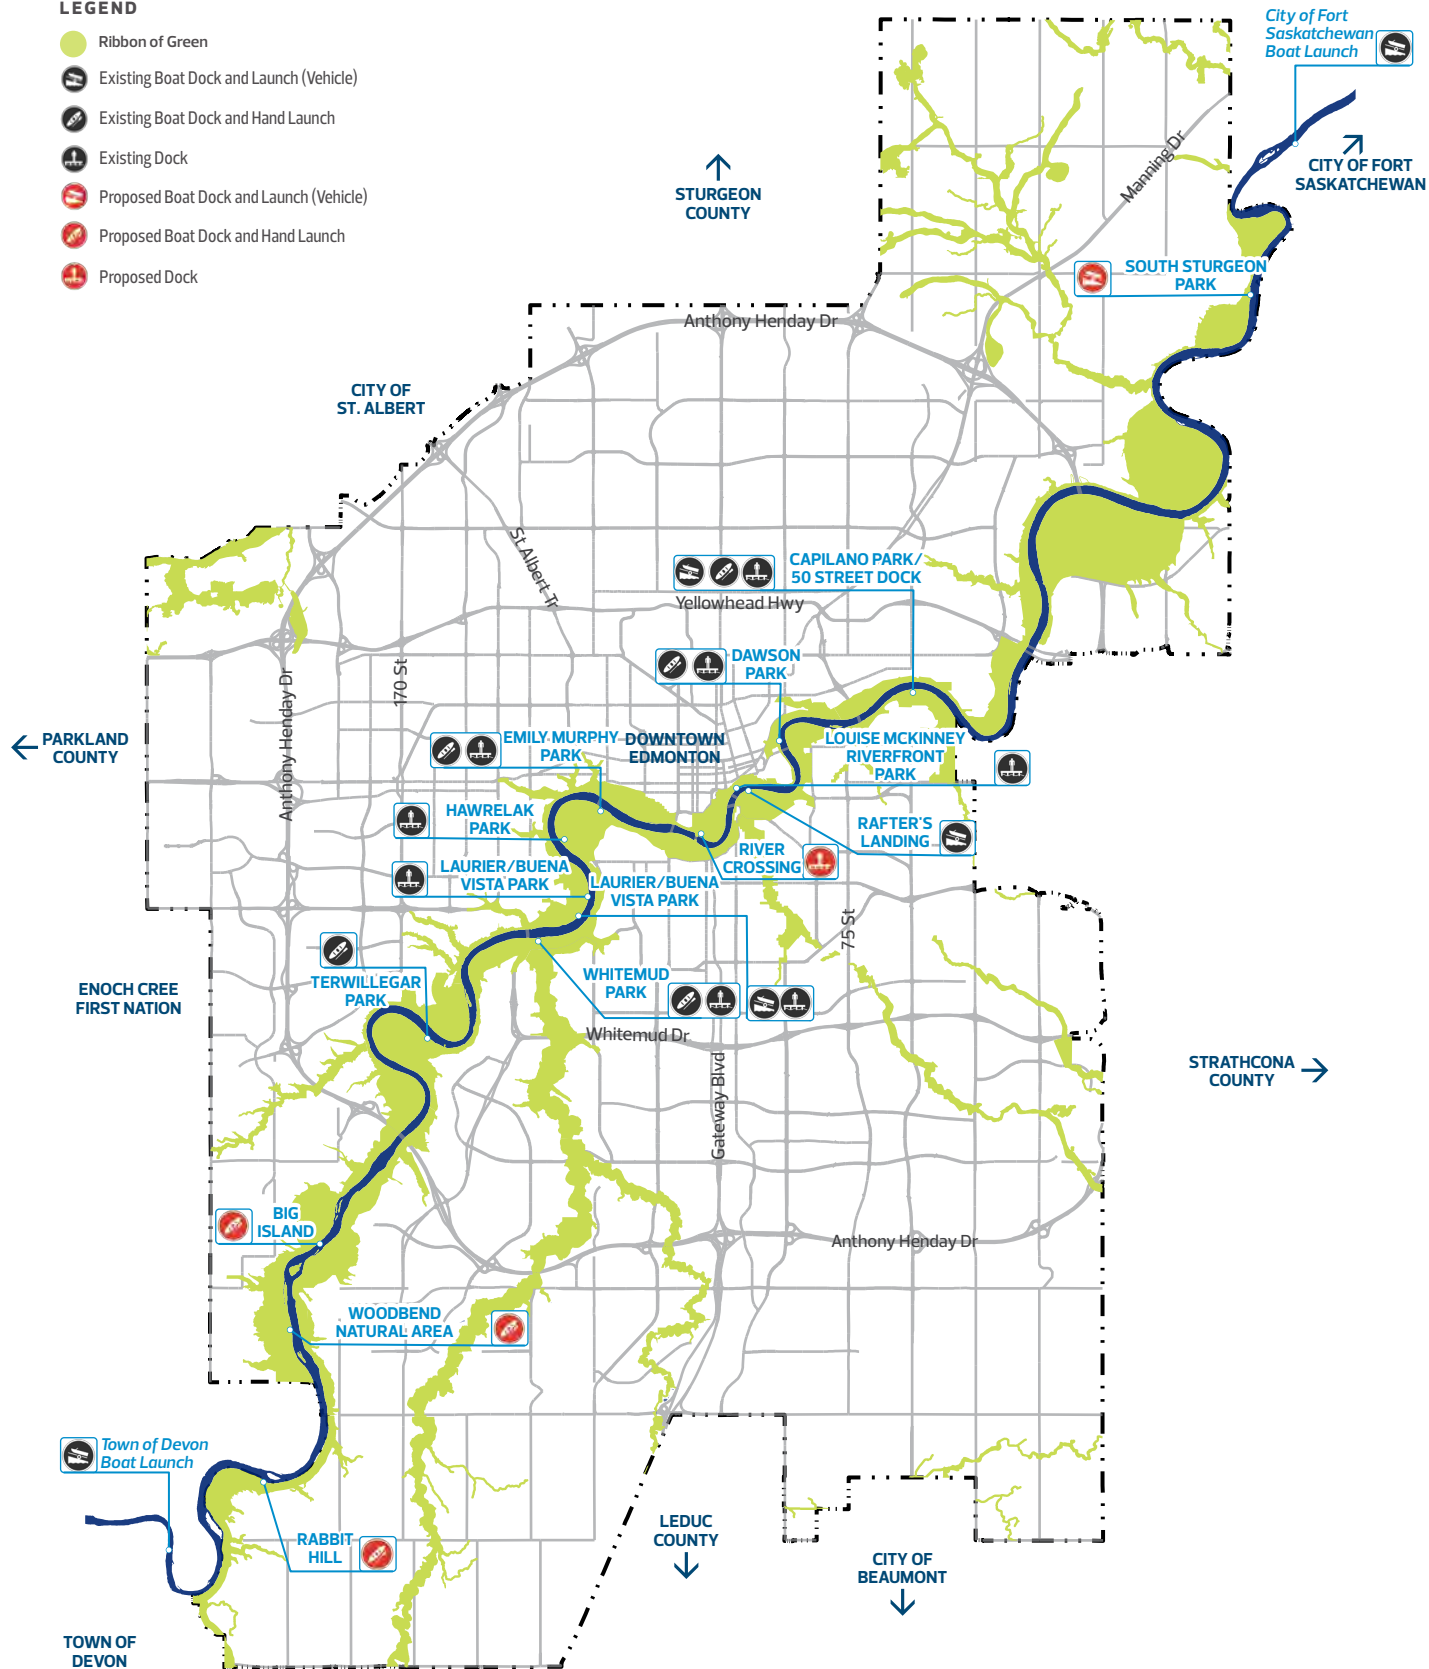 LEGEND
Ribbon of Green
Existing Boat Dock and Launch (Vehicle)
Existing Boat Dock and Hand Launch
Existing Dock
Proposed Boat Dock and Launch (Vehicle)
Proposed Boat Dock and Hand Launch
Proposed Dock
City of Fort
Saskatchewan
Boat Launch
CITY OF FORT
SASKATCHEWAN
STURGEON
COUNTY
Manning Dr
SOUTH STURGEON
PARK
Anthony Henday Dr
CITY OF
ST. ALBERT
St Albert Tr
CAPILANO PARK/
50 STREET DOCK
Yellowhead Hwy
DAWSON
PARK
170 St
Anthony Henday Dr
PARKLAND
COUNTY
EMILY MURPHY
PARK
DOWNTOWN
EDMONTON
LOUISE MCKINNEY
RIVERFRONT
PARK
HAWRELAK
PARK
RAFTER'S
LANDING
RIVER
CROSSING
LAURIER/BUENA
VISTA PARK
LAURIER/BUENA
VISTA PARK
75 St
ENOCH CREE
FIRST NATION
TERWILLEGAR
PARK
WHITEMUD
PARK
Whitemud Dr
Gateway Blvd
STRATHCONA
COUNTY
BIG
ISLAND
Anthony Henday Dr
WOODBEND
NATURAL AREA
Town of Devon
Boat Launch
RABBIT
HILL
LEDUC
COUNTY
CITY OF
BEAUMONT
TOWN OF
DEVON